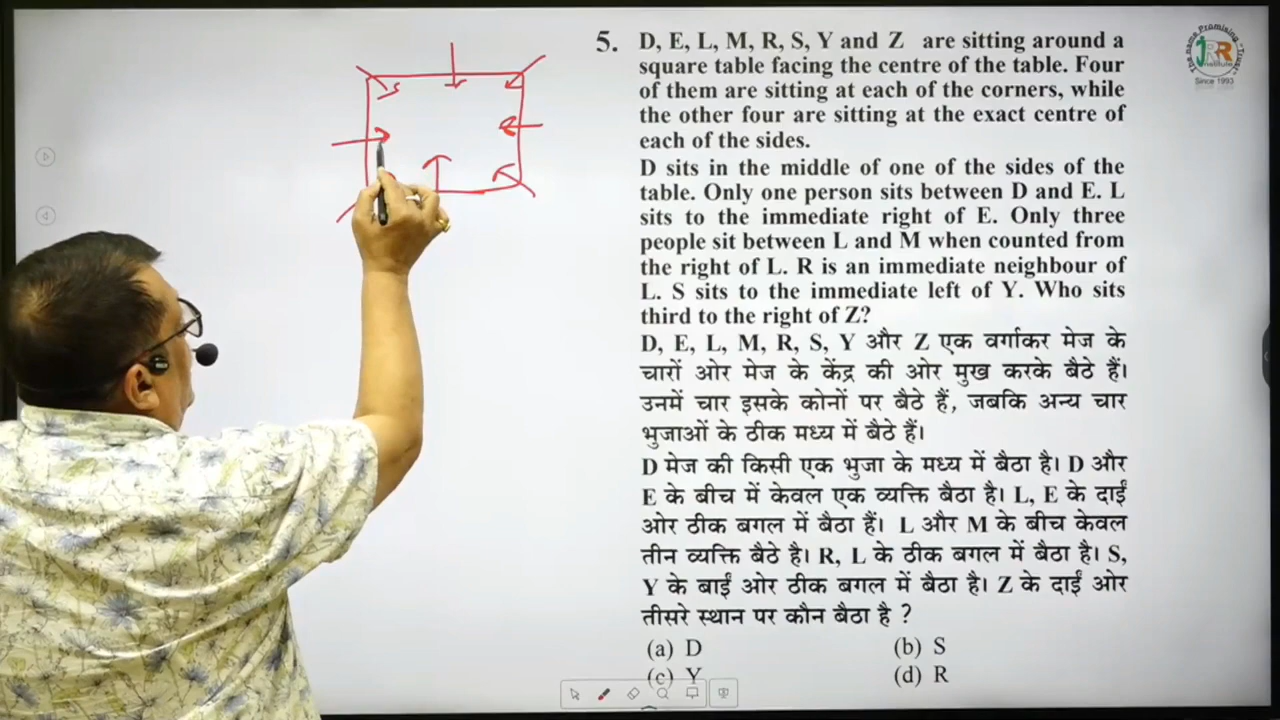 5. D, E, L, M, R, S, Y and Z are sitting around a
square table facing the centre of the table. Four
of them are sitting at each of the corners, while
the other four are sitting at the exact centre of
each of the sides.
D sits in the middle of one of the sides of the
table. Only one person sits between D and E. L
sits to the immediate right of E. Only three
people sit between L and M when counted from
the right of L. R is an immediate neighbour of
L. S sits to the immediate left of Y. Who sits
third to the right of Z?
D, E, L, M, R, S, Y और Z एक वर्गाकर मेज के
चारों ओर मेज के केंद्र की ओर मुख करके बैठे हैं।
उनमें चार इसके कोनों पर बैठे हैं, जबकि अन्य चार
भुजाओं के ठीक मध्य में बैठे हैं।
D मेज की किसी एक भुजा के मध्य में बैठा है। D और
E के बीच में केवल एक व्यक्ति बैठा है। L, E के दाईं
ओर ठीक बगल में बैठा हैं। L और M के बीच केवल
तीन व्यक्ति बैठे है। R, L के ठीक बगल में बैठा है। S,
Y के बाईं ओर ठीक बगल में बैठा है। Z के दाईं ओर
तीसरे स्थान पर कौन बैठा है ?
(a) D (b) S
(c) Y (d) R
The name Promising "Trust"
JRR
Institute
Since 1993